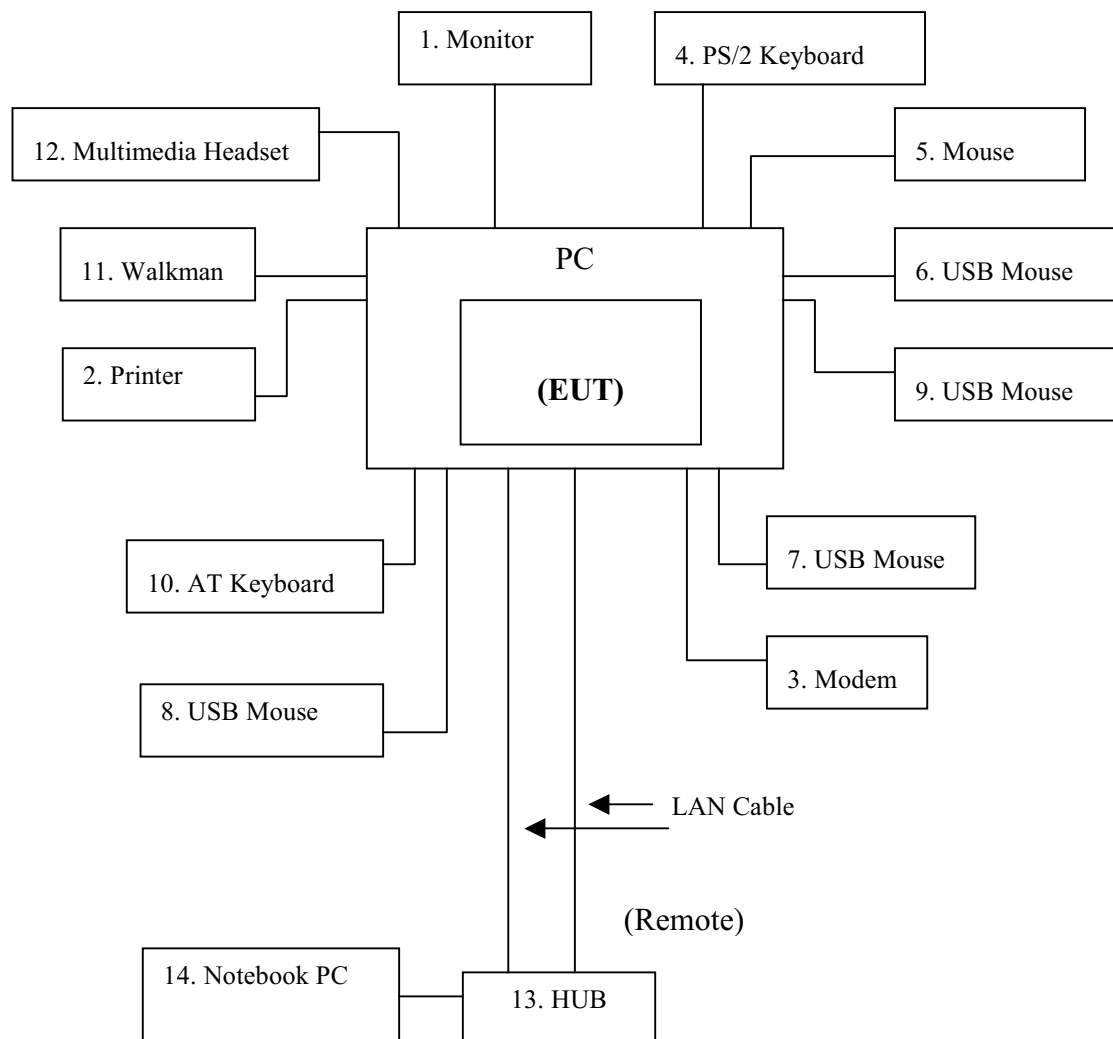 1. Monitor
4. PS/2 Keyboard
12. Multimedia Headset
5. Mouse
PC
11. Walkman
6. USB Mouse
2. Printer
(EUT)
9. USB Mouse
10. AT Keyboard
7. USB Mouse
8. USB Mouse
3. Modem
LAN Cable
(Remote)
14. Notebook PC
13. HUB